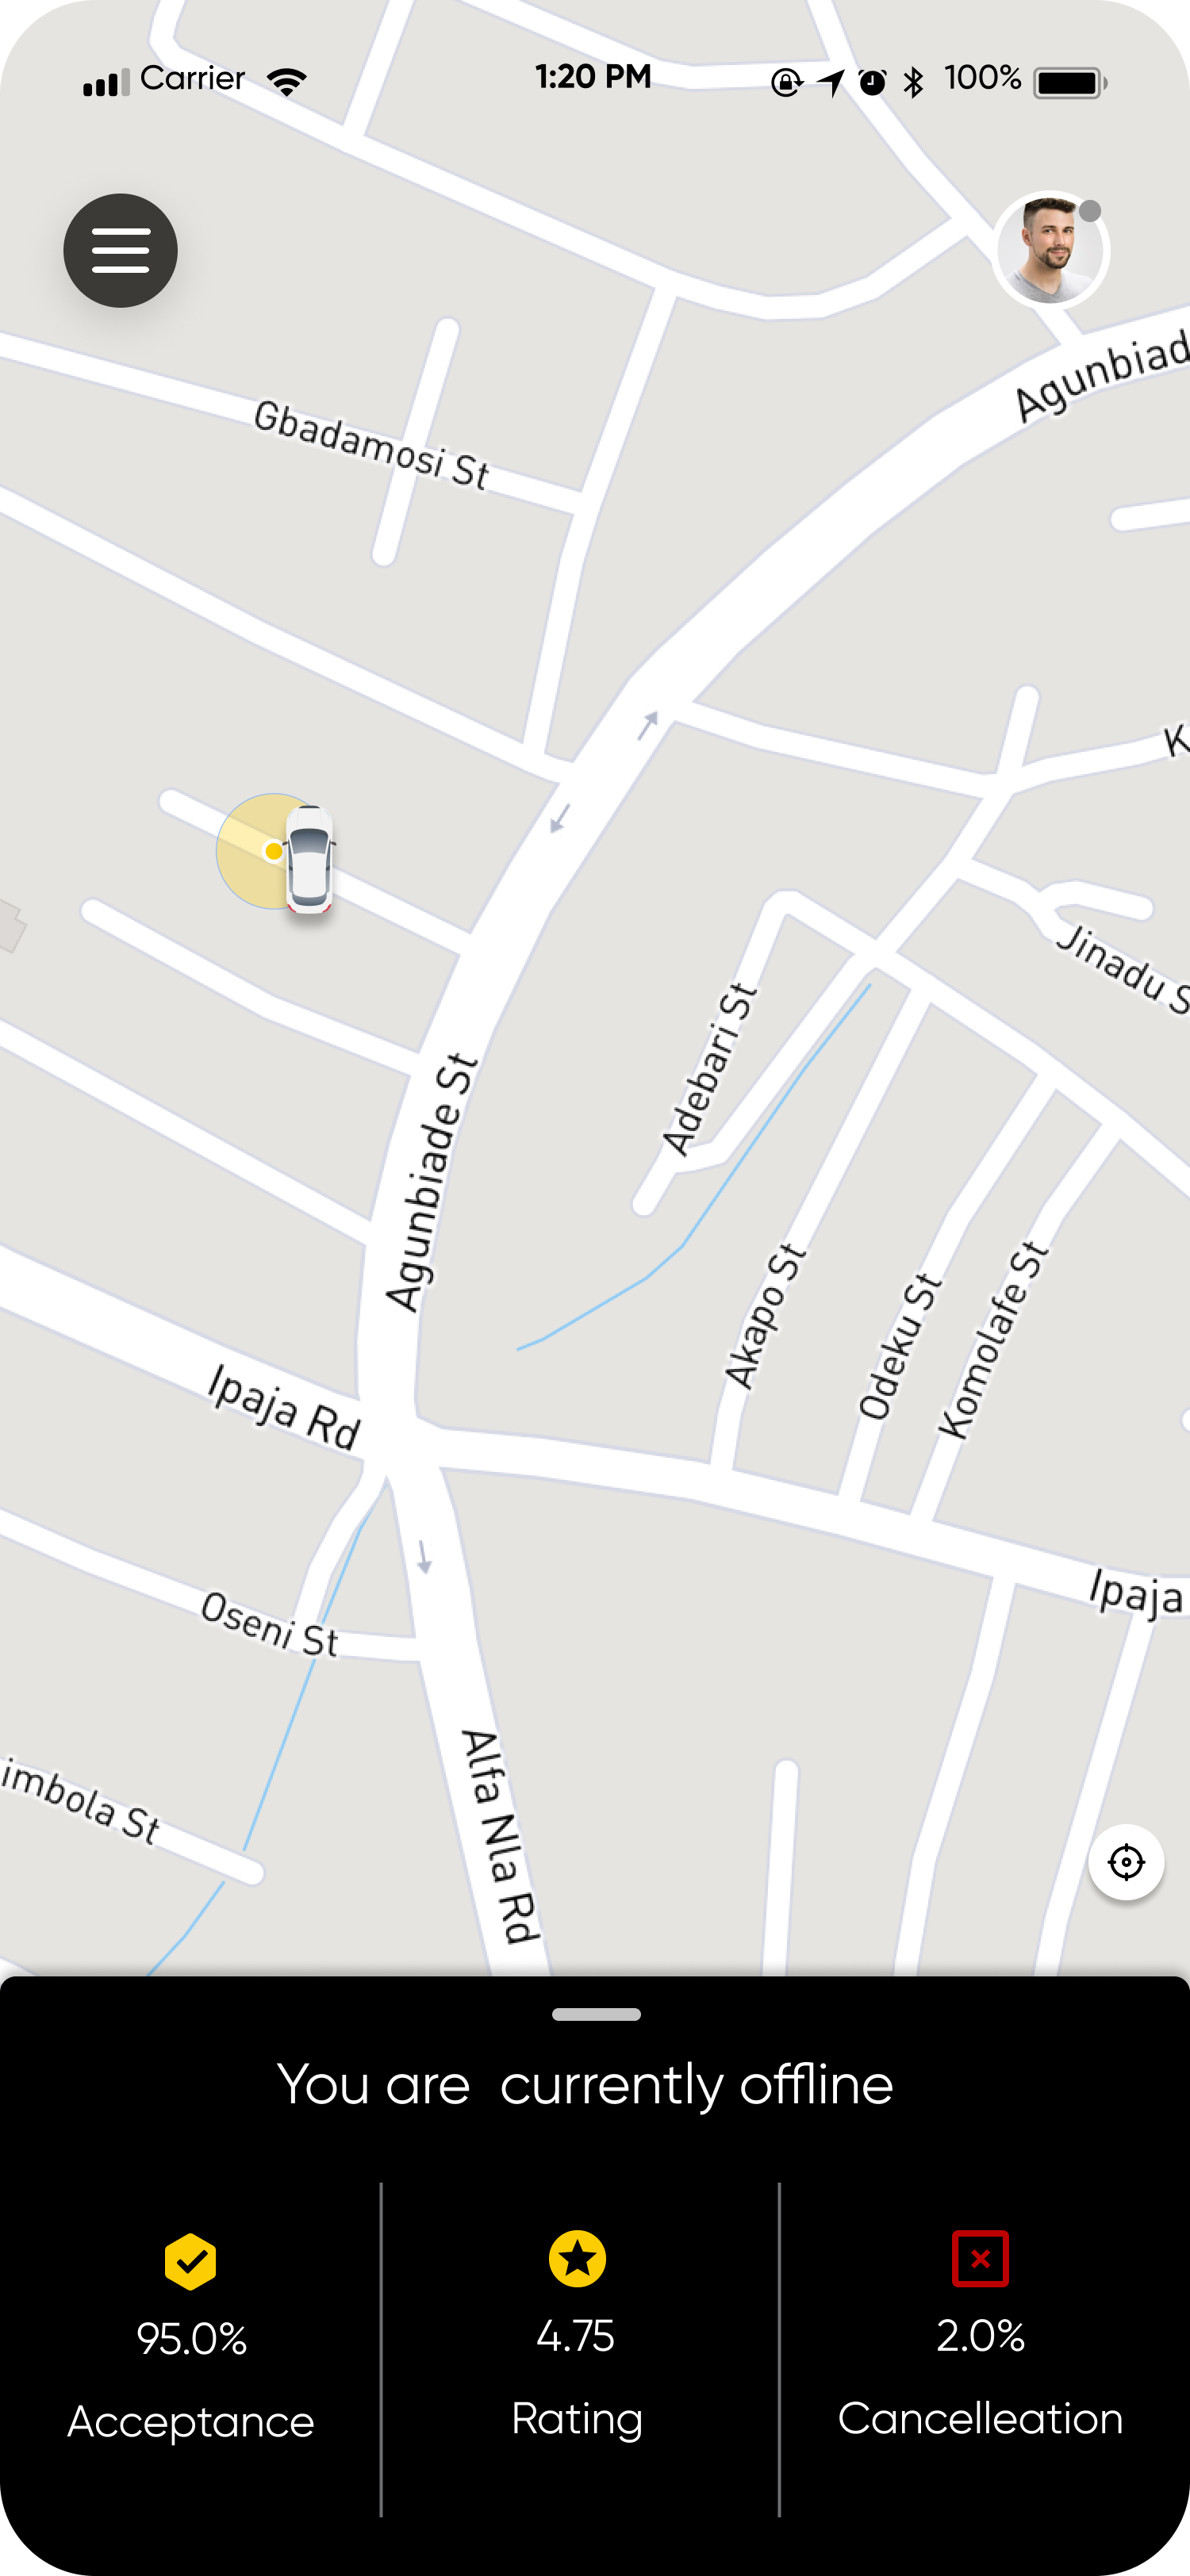 Carrier
1:20 PM
100%
Agunbiad
Gbadamosi St
K
Jinadu S
Adebari St
Agunbiade St
Akapo St
Odeku St
Komolafe St
Ipaja Rd
Ipaja
Oseni St
Alfa Nla Rd
imbola St
You are  currently offline
95.0%
4.75
2.0%
Acceptance
Rating
Cancelleation